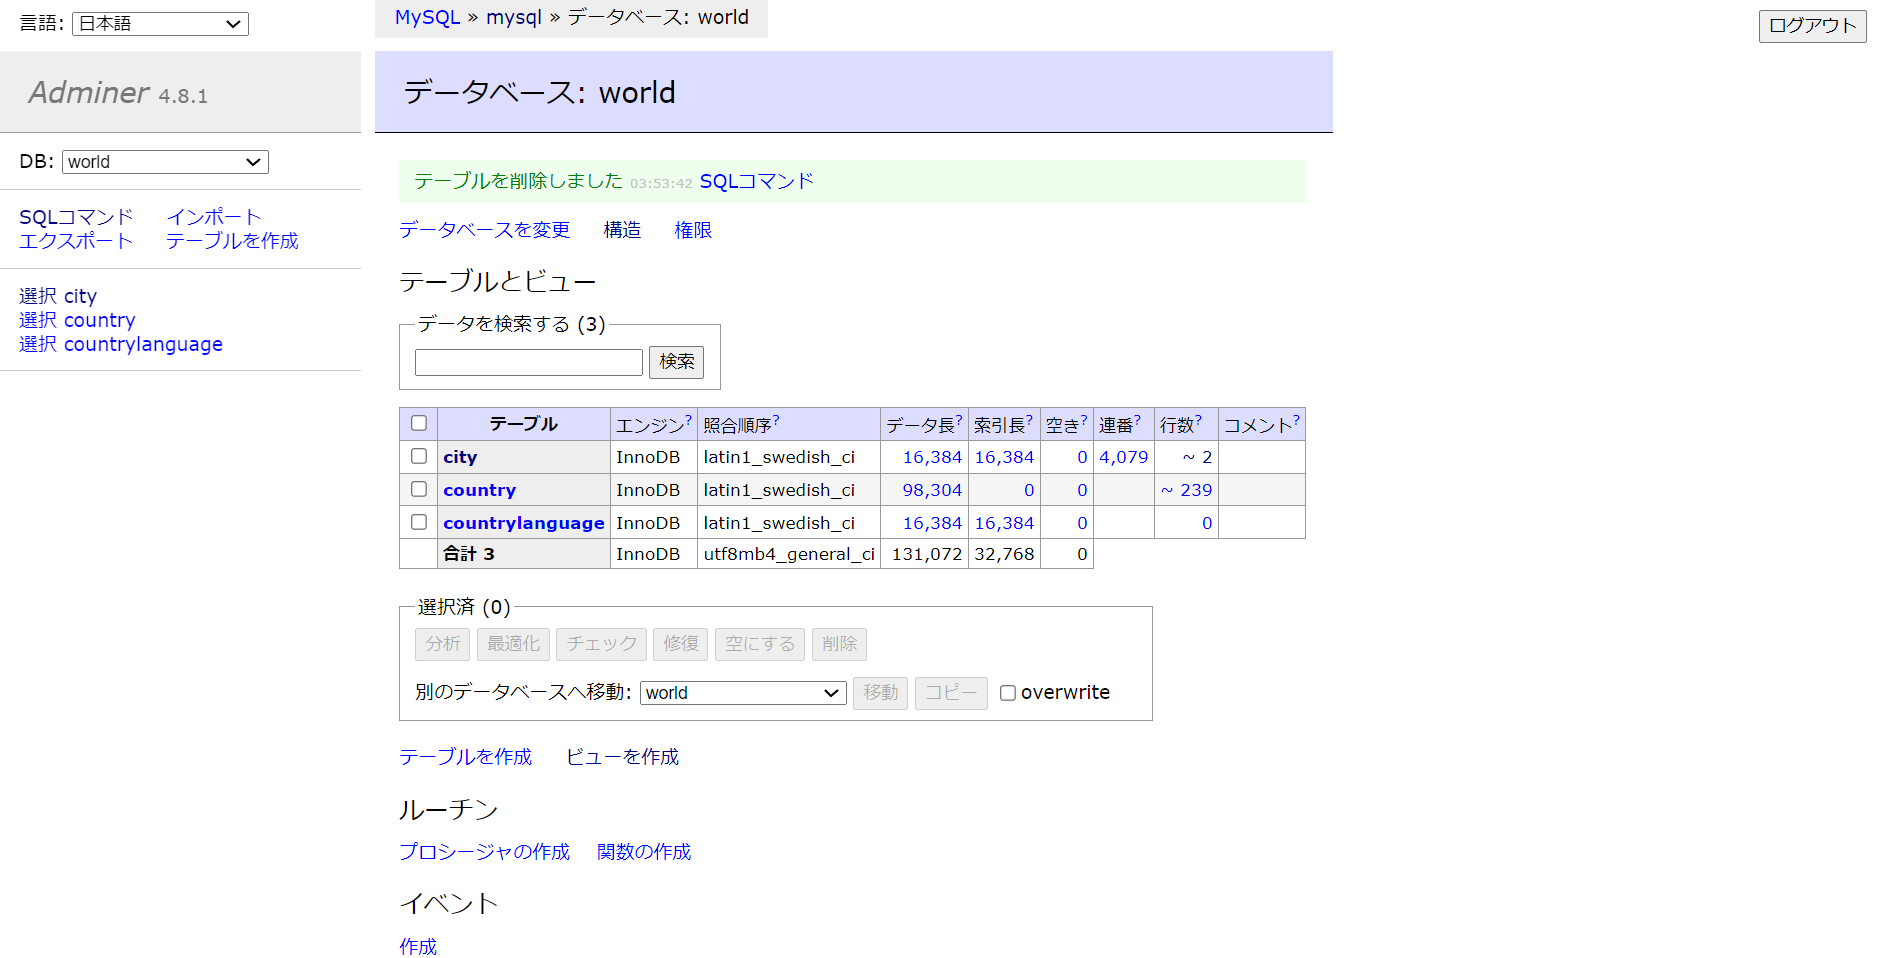 言語: 日本語
MySQL » mysql » データベース: world
ログアウト
Adminer 4.8.1
データベース: world
DB: world
SQLコマンド インポート
エクスポート テーブルを作成
選択 city
選択 country
選択 countrylanguage
テーブルを削除しました 03:53:42 SQLコマンド
データベースを変更 構造 権限
テーブルとビュー
データを検索する (3)
検索
テーブル エンジン? 照合順序? データ長? 索引長? 空き? 連番? 行数? コメント?
city InnoDB latin1_swedish_ci 16,384 16,384 0 4,079 ~ 2
country InnoDB latin1_swedish_ci 98,304 0 0 ~ 239
countrylanguage InnoDB latin1_swedish_ci 16,384 16,384 0 0
合計 3 InnoDB utf8mb4_general_ci 131,072 32,768 0
選択済 (0)
分析 最適化 チェック 修復 空にする 削除
別のデータベースへ移動: world 移動 コピー overwrite
テーブルを作成 ビューを作成
ルーチン
プロシージャの作成 関数の作成
イベント
作成